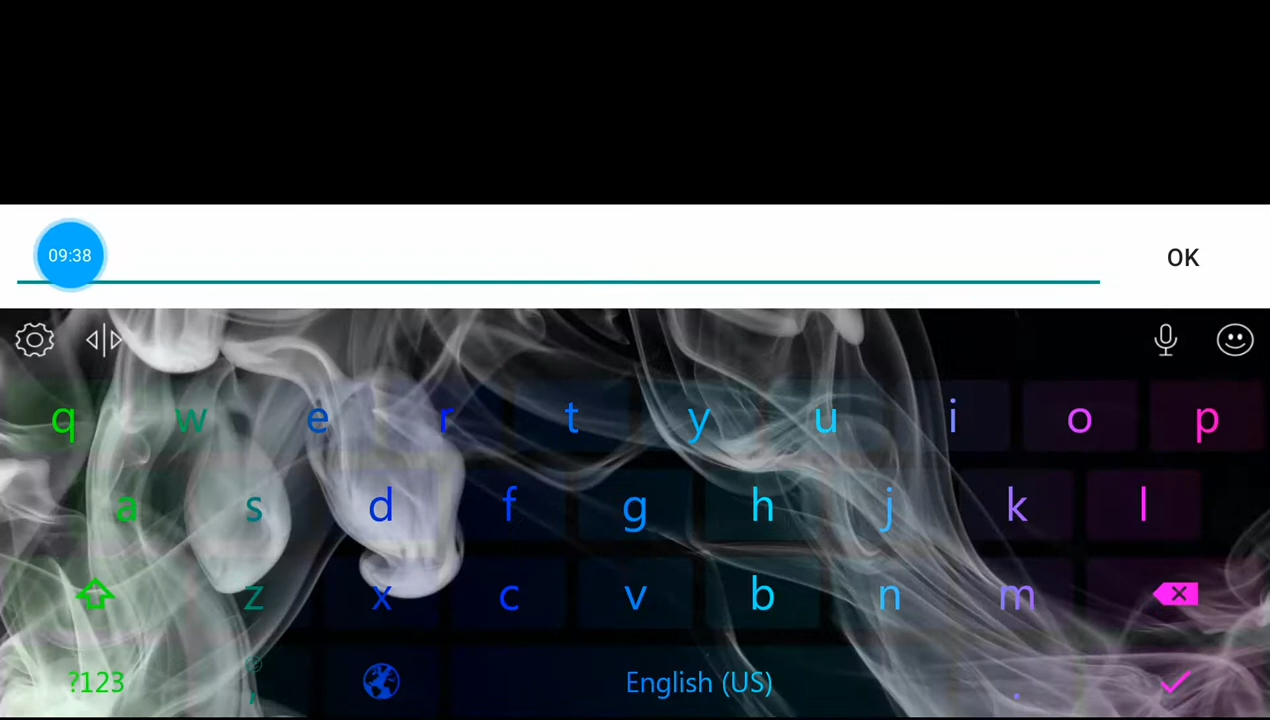 09:38
OK
q w e r t y u i o p
a s d f g h j k l
z x c v b n m
?123 , English (US) .